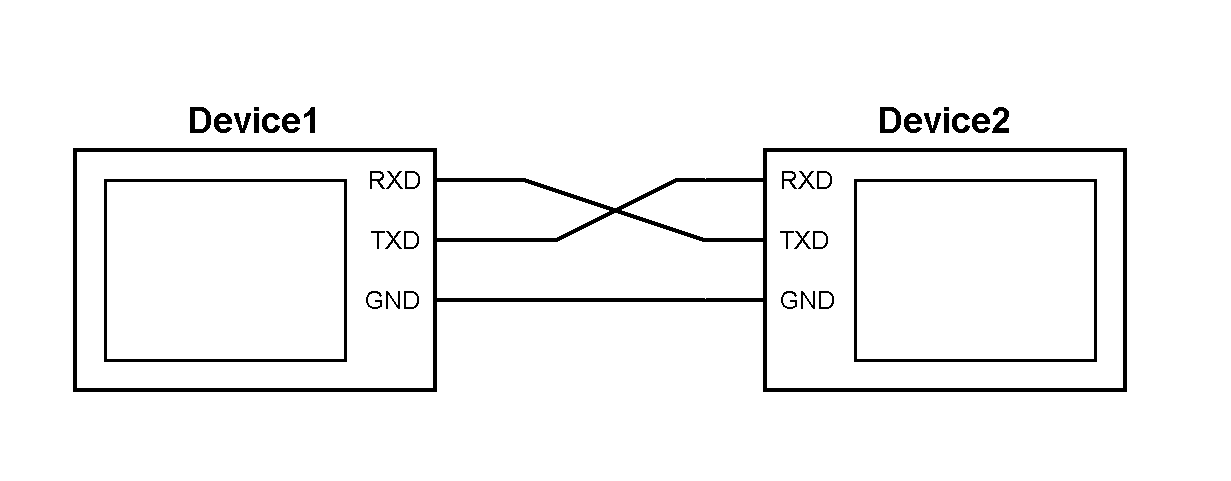 Device1
Device2
RXD
TXD
GND
RXD
TXD
GND